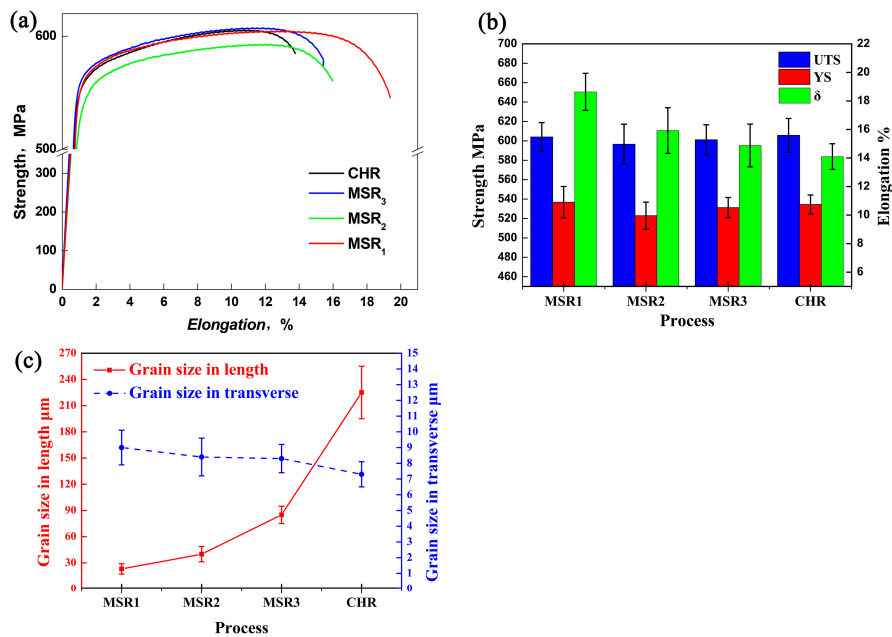 (a)
600
500
300
200
100
0
Strength, MPa
CHR
MSR3
MSR2
MSR1
0 2 4 6 8 10 12 14 16 18 20
Elongation, %
(b)
700
680
660
640
620
600
580
560
540
520
500
480
460
Strength MPa
UTS
YS
δ
22
20
18
16
14
12
10
8
6
Elongation %
MSR1 MSR2 MSR3 CHR
Process
(c)
270
240
210
180
150
120
90
60
30
0
Grain size in length μm
Grain size in length
Grain size in transverse
15
14
13
12
11
10
9
8
7
6
5
4
3
2
1
0
Grain size in transverse μm
MSR1 MSR2 MSR3 CHR
Process